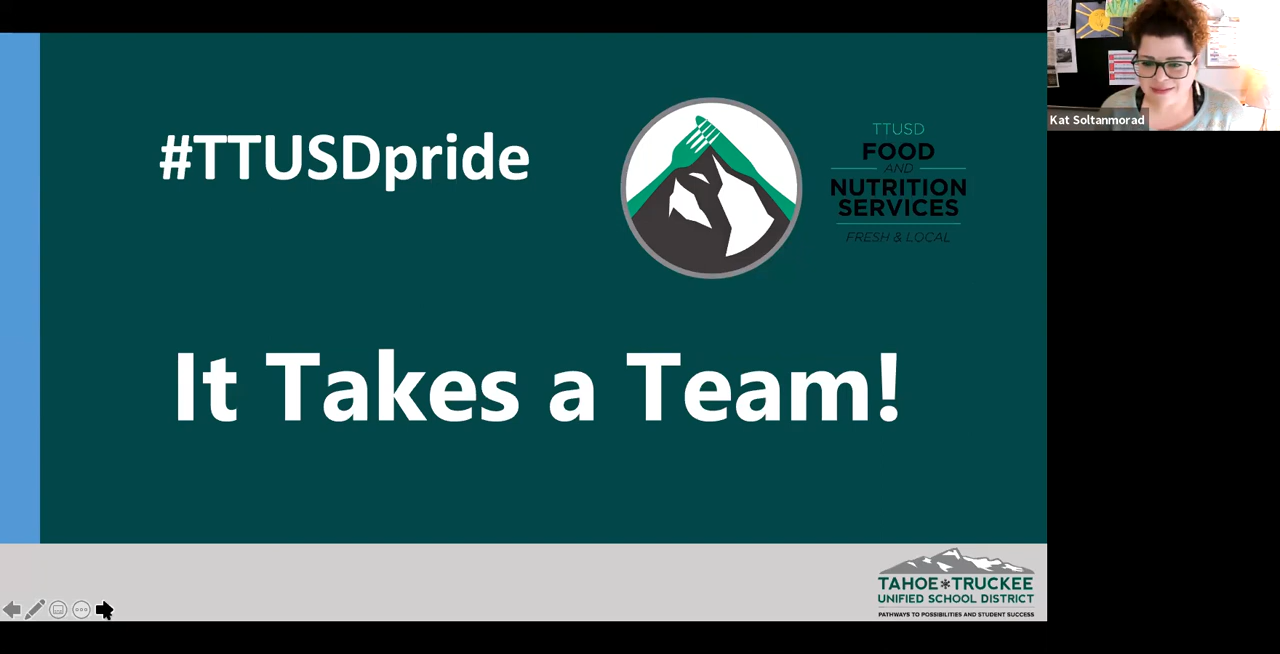 #TTUSDpride
TTUSD
FOOD
AND
NUTRITION
SERVICES
FRESH & LOCAL
It Takes a Team!
TAHOE*TRUCKEE
UNIFIED SCHOOL DISTRICT
PATHWAYS TO POSSIBILITIES AND STUDENT SUCCESS
Kat Soltanmorad